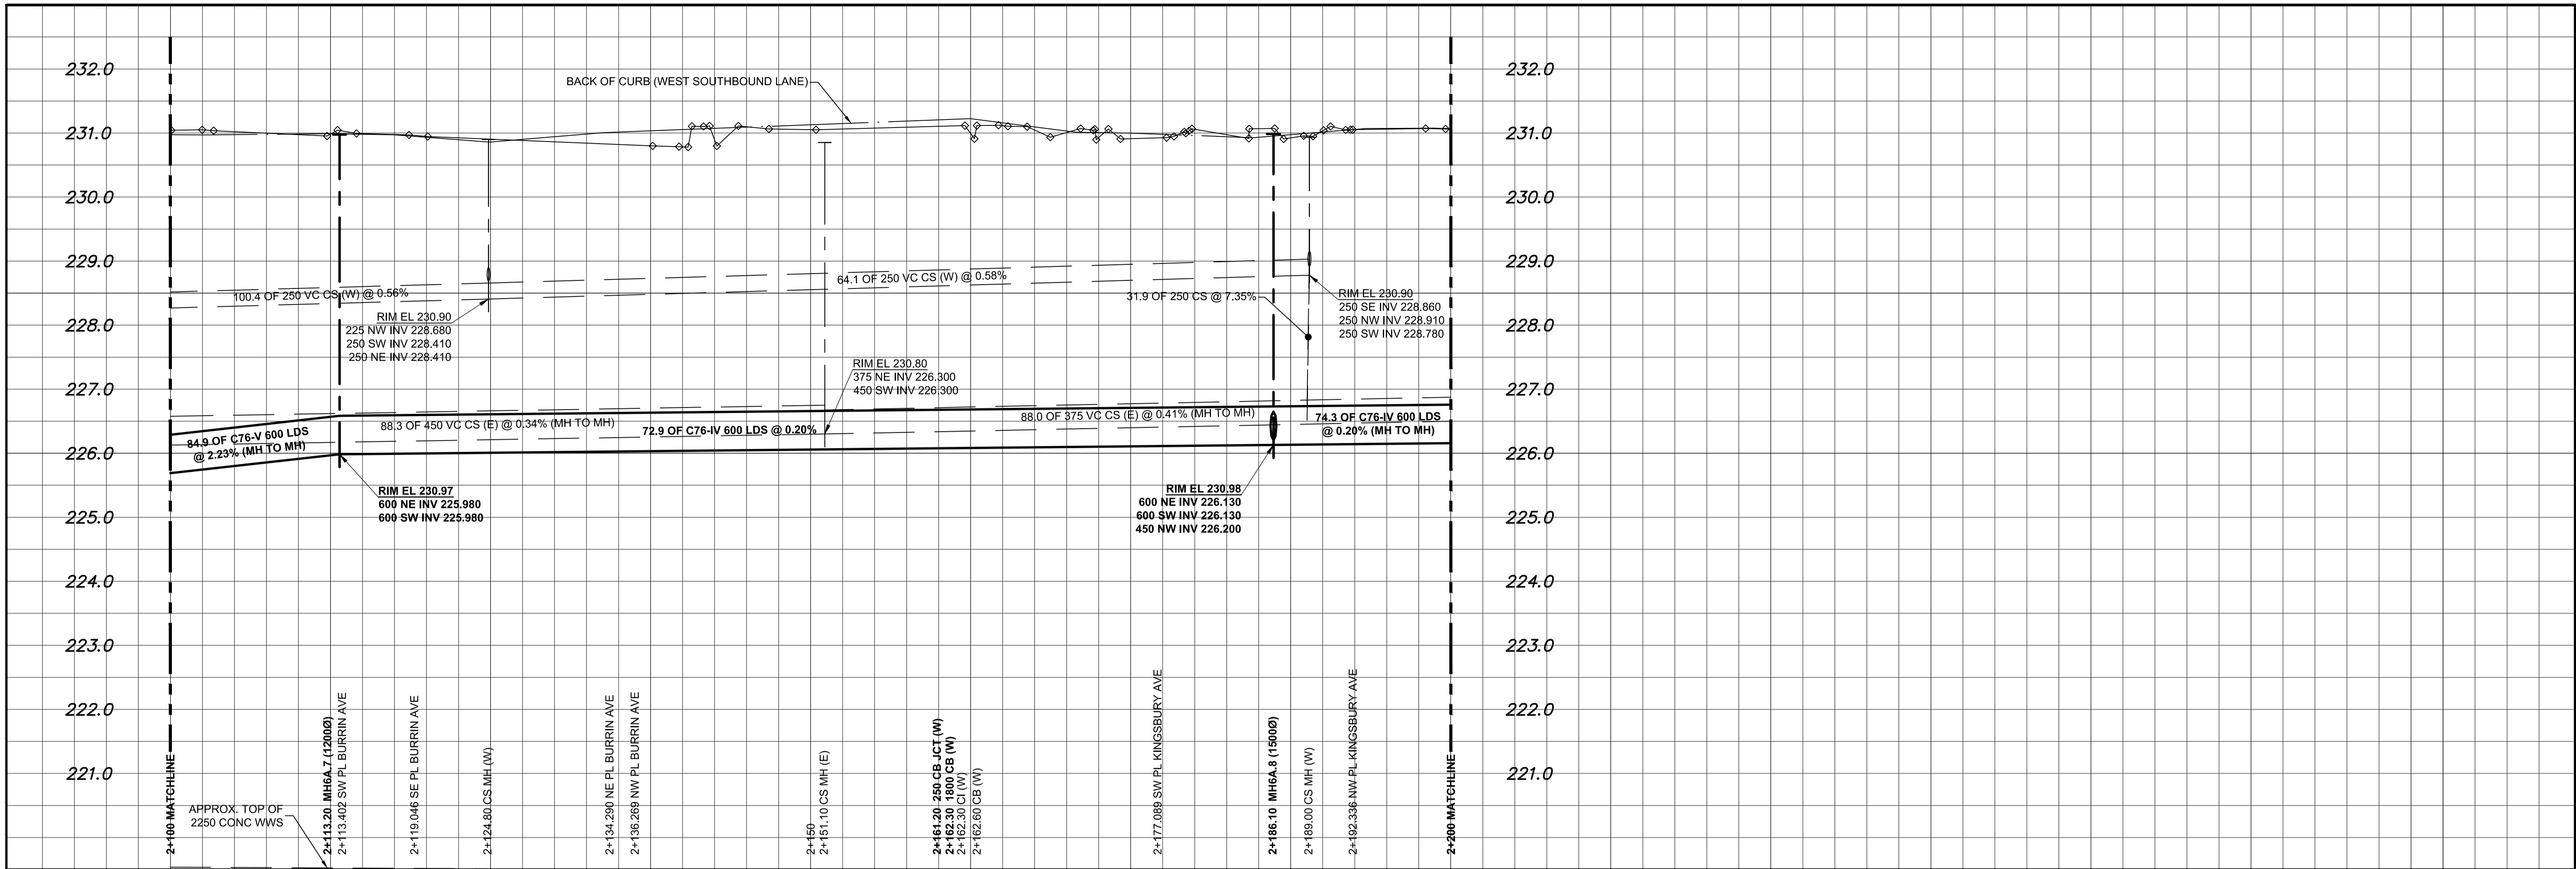 232.0
232.0
BACK OF CURB (WEST SOUTHBOUND LANE)
231.0
231.0
230.0
230.0
229.0
229.0
64.1 OF 250 VC CS (W) @ 0.58%
100.4 OF 250 VC CS (W) @ 0.56%
31.9 OF 250 CS @ 7.35%
RIM EL 230.90
250 SE INV 228.860
250 NW INV 228.910
250 SW INV 228.780
RIM EL 230.90
225 NW INV 228.680
250 SW INV 228.410
250 NE INV 228.410
228.0
228.0
RIM EL 230.80
375 NE INV 226.300
450 SW INV 226.300
227.0
227.0
84.9 OF C76-V 600 LDS
@ 2.23% (MH TO MH)
88.3 OF 450 VC CS (E) @ 0.34% (MH TO MH)
72.9 OF C76-IV 600 LDS @ 0.20%
88.0 OF 375 VC CS (E) @ 0.41% (MH TO MH)
74.3 OF C76-IV 600 LDS
@ 0.20% (MH TO MH)
226.0
226.0
RIM EL 230.97
600 NE INV 225.980
600 SW INV 225.980
RIM EL 230.98
600 NE INV 226.130
600 SW INV 226.130
450 NW INV 226.200
225.0
225.0
224.0
224.0
223.0
223.0
222.0
222.0
221.0
221.0
APPROX. TOP OF
2250 CONC WWS
2+100 MATCHLINE
2+113.20 MH6A.7 (1200Ø)
2+113.402 SW PL BURRIN AVE
2+119.046 SE PL BURRIN AVE
2+124.80 CS MH (W)
2+134.290 NE PL BURRIN AVE
2+136.269 NW PL BURRIN AVE
2+150
2+151.10 CS MH (E)
2+161.20 250 CB JCT (W)
2+162.30 1800 CB (W)
2+162.30 CI (W)
2+162.60 CB (W)
2+177.089 SW PL KINGSBURY AVE
2+186.10 MH6A.8 (1500Ø)
2+189.00 CS MH (W)
2+192.336 NW PL KINGSBURY AVE
2+200 MATCHLINE